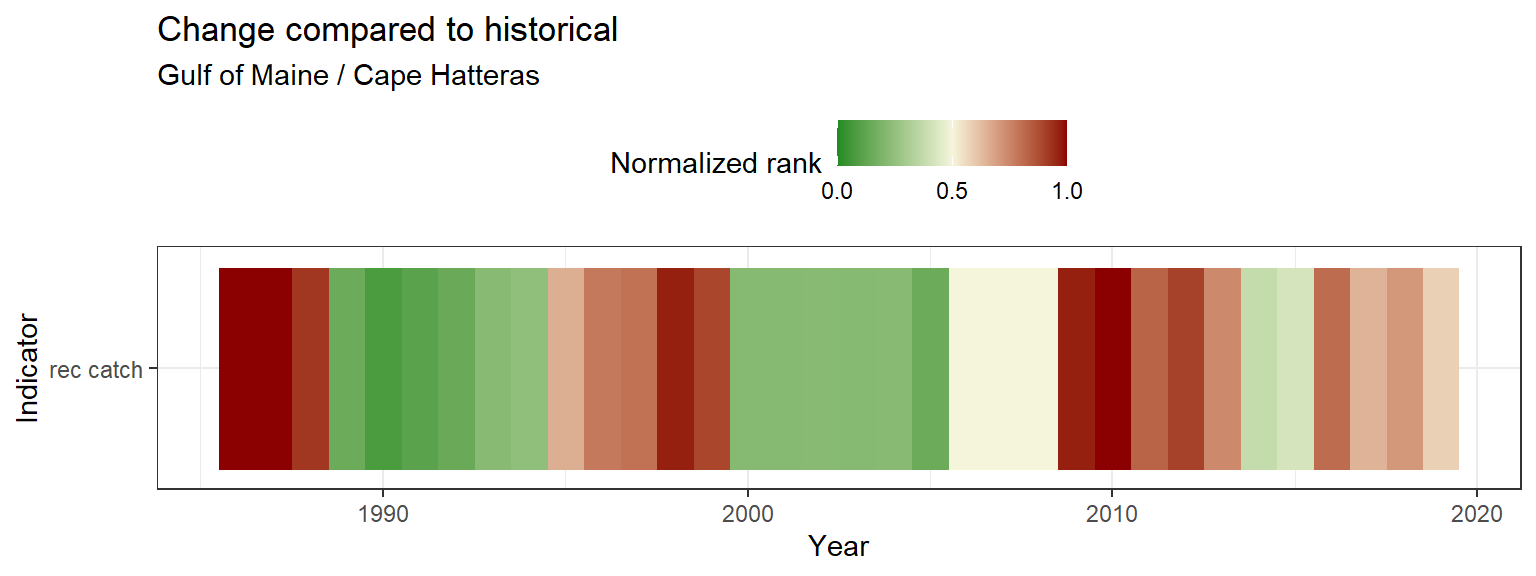 Change compared to historical
Gulf of Maine / Cape Hatteras
Normalized rank
0.0 0.5 1.0
Indicator
rec catch
1990 2000 2010 2020
Year